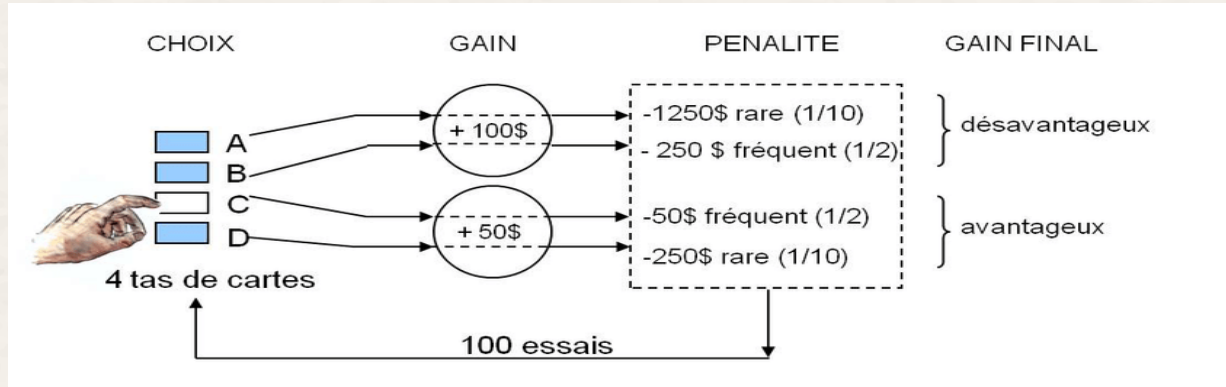 CHOIX GAIN PENALITE GAIN FINAL
A
B
C
D
4 tas de cartes
+ 100$
+ 50$
-1250$ rare (1/10)
- 250 $ fréquent (1/2)
-50$ fréquent (1/2)
-250$ rare (1/10)
désavantageux
avantageux
100 essais